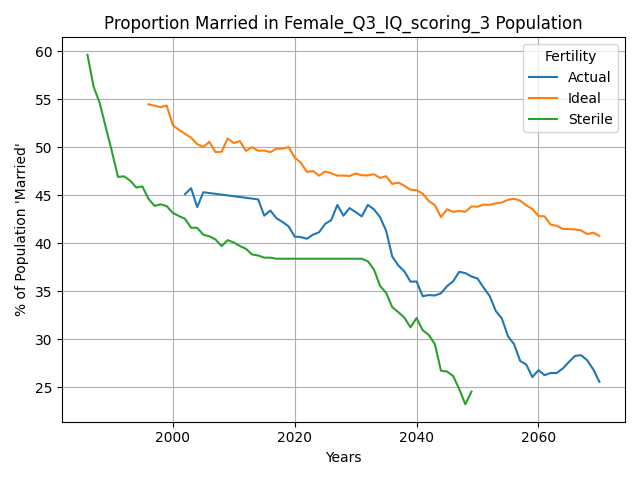 Proportion Married in Female_Q3_IQ_scoring_3 Population
% of Population 'Married'
60
55
50
45
40
35
30
25
Fertility
Actual
Ideal
Sterile
2000
2020
2040
2060
Years